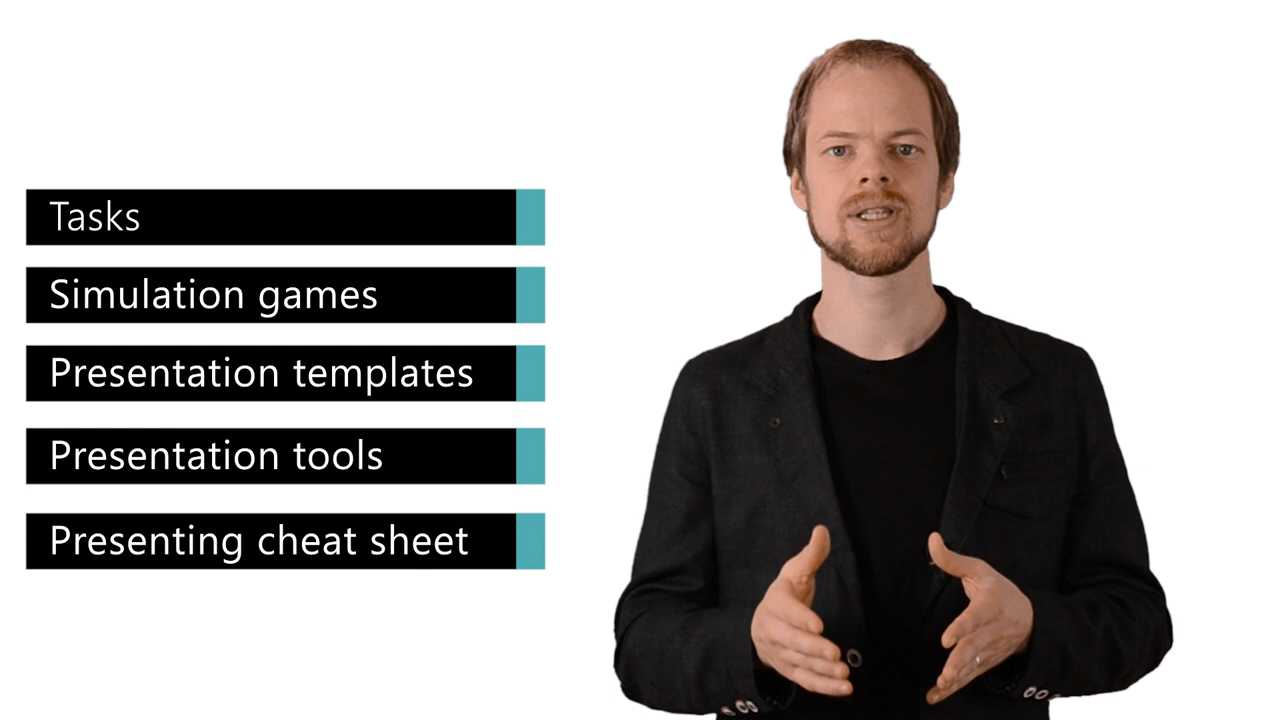 Tasks
Simulation games
Presentation templates
Presentation tools
Presenting cheat sheet